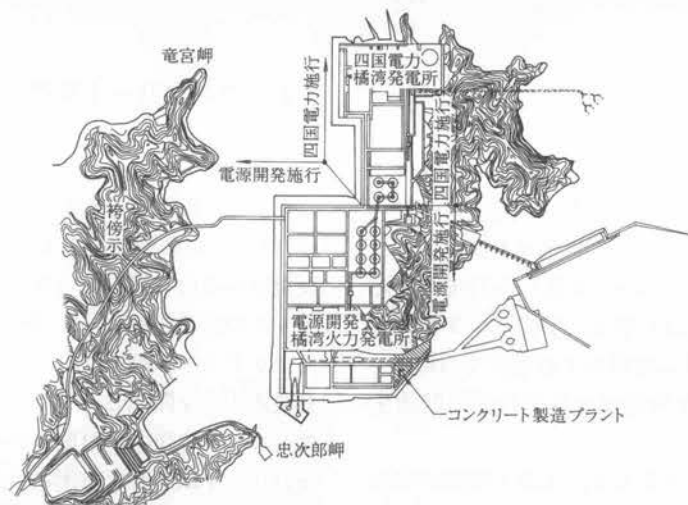 竜宮岬
四国電力
橘湾発電所
四国電力施行
電源開発施行
四国電力施行
電源開発施行
袴傍示
電源開発
橘湾火力発電所
コンクリート製造プラント
忠次郎岬